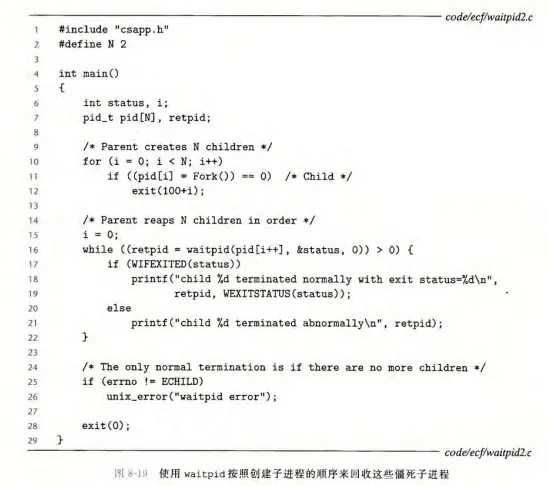 code/ecf/waitpid2.c
1 #include "csapp.h"
2 #define N 2
3
4 int main()
5 {
6 int status, i;
7 pid_t pid[N], retpid;
8
9 /* Parent creates N children */
10 for (i = 0; i < N; i++)
11 if ((pid[i] = Fork()) == 0) /* Child */
12 exit(100+i);
13
14 /* Parent reaps N children in order */
15 i = 0;
16 while ((retpid = waitpid(pid[i++], &status, 0)) > 0) {
17 if (WIFEXITED(status))
18 printf("child %d terminated normally with exit status=%d\n",
19 retpid, WEXITSTATUS(status));
20 else
21 printf("child %d terminated abnormally\n", retpid);
22 }
23
24 /* The only normal termination is if there are no more children */
25 if (errno != ECHILD)
26 unix_error("waitpid error");
27
28 exit(0);
29 }
code/ecf/waitpid2.c
图 8-19 使用 waitpid 按照创建子进程的顺序来回收这些僵死子进程